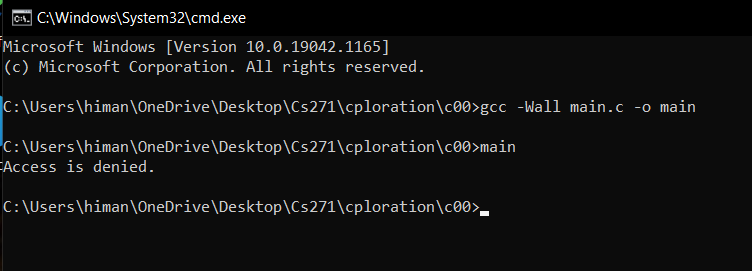 C:\Windows\System32\cmd.exe
Microsoft Windows [Version 10.0.19042.1165]
(c) Microsoft Corporation. All rights reserved.
C:\Users\himan\OneDrive\Desktop\Cs271\cploration\c00>gcc -Wall main.c -o main
C:\Users\himan\OneDrive\Desktop\Cs271\cploration\c00>main
Access is denied.
C:\Users\himan\OneDrive\Desktop\Cs271\cploration\c00>